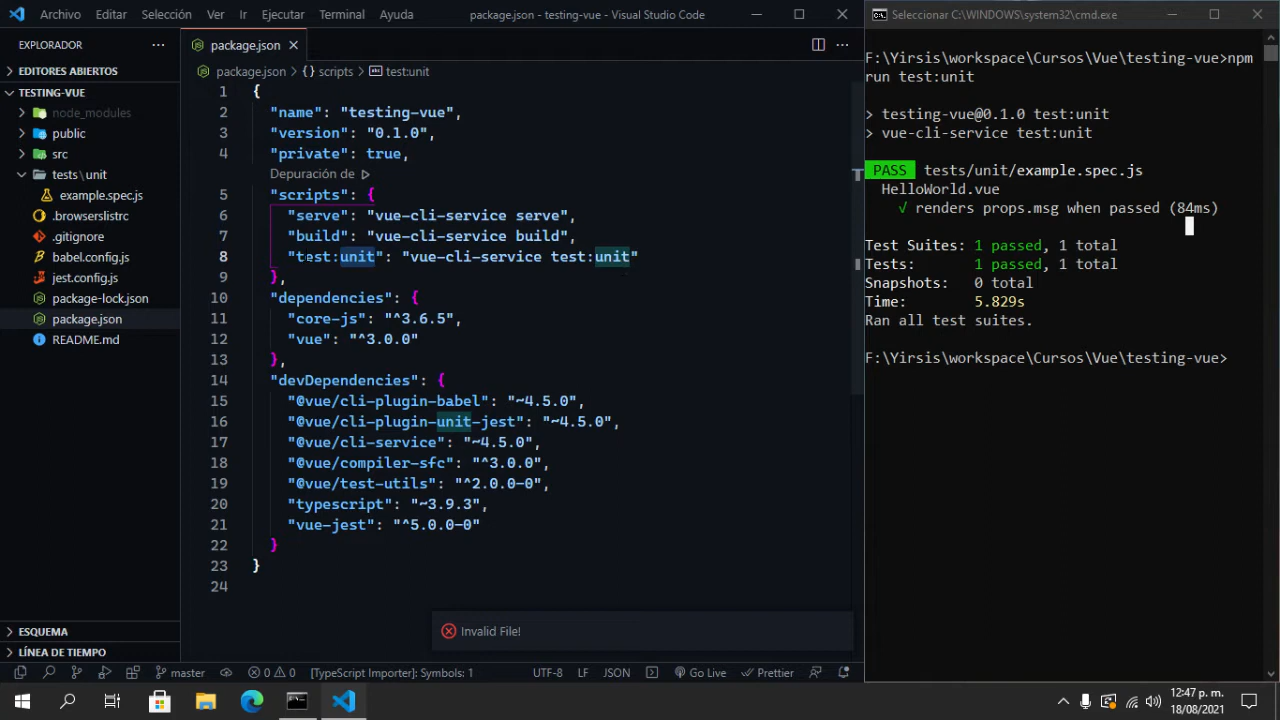 Archivo Editar Selección Ver Ir Ejecutar Terminal Ayuda package.json - testing-vue - Visual Studio Code
EXPLORADOR
EDITORES ABIERTOS
TESTING-VUE
node_modules
public
src
tests\unit
example.spec.js
.browserslistrc
.gitignore
babel.config.js
jest.config.js
package-lock.json
package.json
README.md
ESQUEMA
LÍNEA DE TIEMPO
package.json
package.json > {} scripts > test:unit
1 {
2 "name": "testing-vue",
3 "version": "0.1.0",
4 "private": true,
Depuración de
5 "scripts": {
6 "serve": "vue-cli-service serve",
7 "build": "vue-cli-service build",
8 "test:unit": "vue-cli-service test:unit"
9 },
10 "dependencies": {
11 "core-js": "^3.6.5",
12 "vue": "^3.0.0"
13 },
14 "devDependencies": {
15 "@vue/cli-plugin-babel": "~4.5.0",
16 "@vue/cli-plugin-unit-jest": "~4.5.0",
17 "@vue/cli-service": "~4.5.0",
18 "@vue/compiler-sfc": "^3.0.0",
19 "@vue/test-utils": "^2.0.0-0",
20 "typescript": "~3.9.3",
21 "vue-jest": "^5.0.0-0"
22 }
23 }
24
Invalid File!
master 0 0 [TypeScript Importer]: Symbols: 1 UTF-8 LF JSON Go Live Prettier
Seleccionar C:\WINDOWS\system32\cmd.exe
F:\Yirsis\workspace\Cursos\Vue\testing-vue>npm
run test:unit
> testing-vue@0.1.0 test:unit
> vue-cli-service test:unit
PASS tests/unit/example.spec.js
HelloWorld.vue
√ renders props.msg when passed (84ms)
Test Suites: 1 passed, 1 total
Tests: 1 passed, 1 total
Snapshots: 0 total
Time: 5.829s
Ran all test suites.
F:\Yirsis\workspace\Cursos\Vue\testing-vue>
12:47 p. m.
18/08/2021